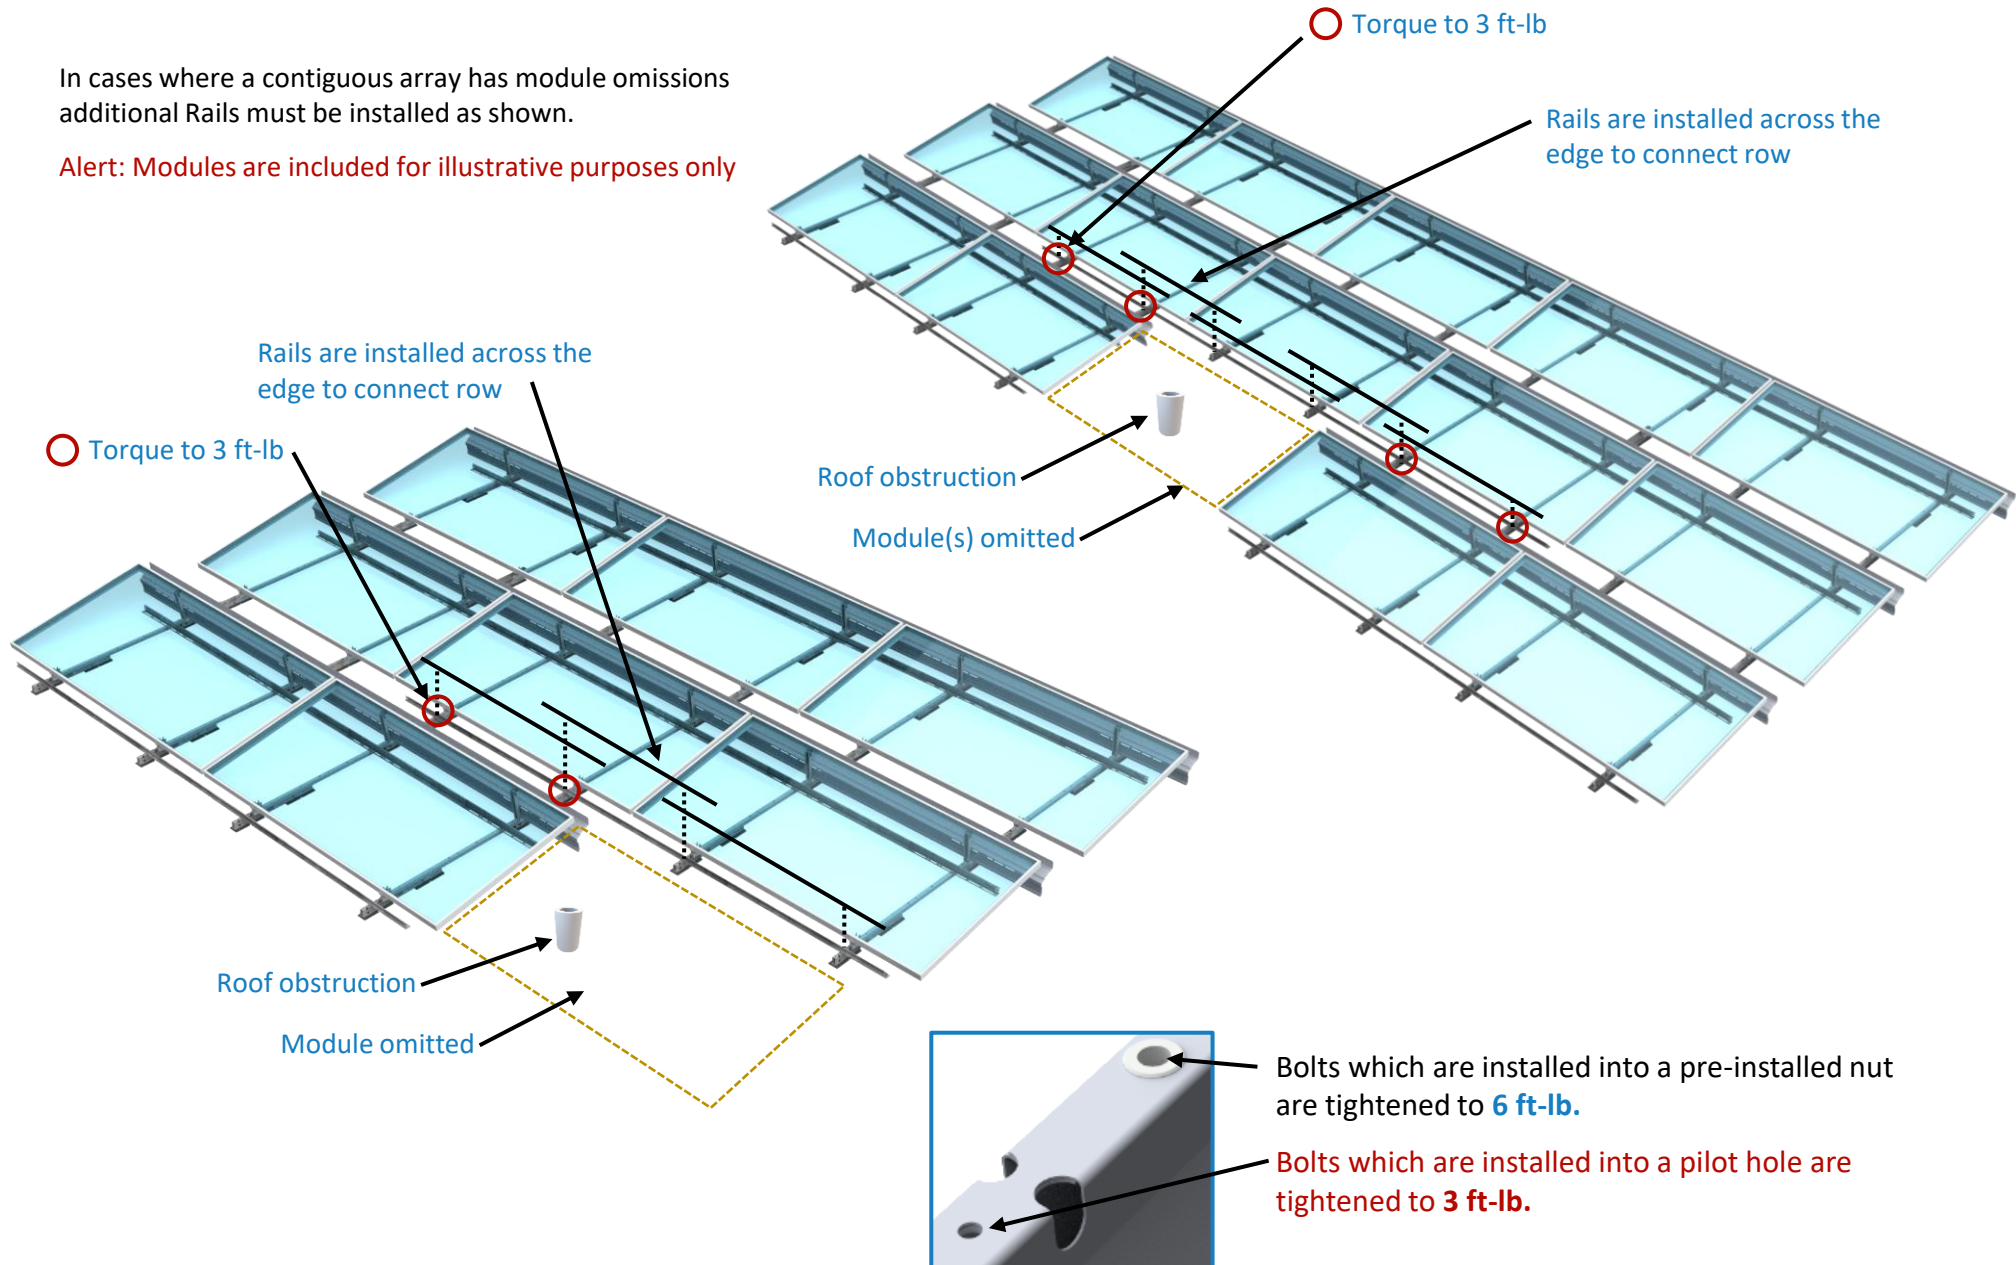 In cases where a contiguous array has module omissions
additional Rails must be installed as shown.
Alert: Modules are included for illustrative purposes only
Torque to 3 ft-lb
Rails are installed across the
edge to connect row
Roof obstruction
Module(s) omitted
Rails are installed across the
edge to connect row
Torque to 3 ft-lb
Roof obstruction
Module omitted
Bolts which are installed into a pre-installed nut
are tightened to 6 ft-lb.
Bolts which are installed into a pilot hole are
tightened to 3 ft-lb.